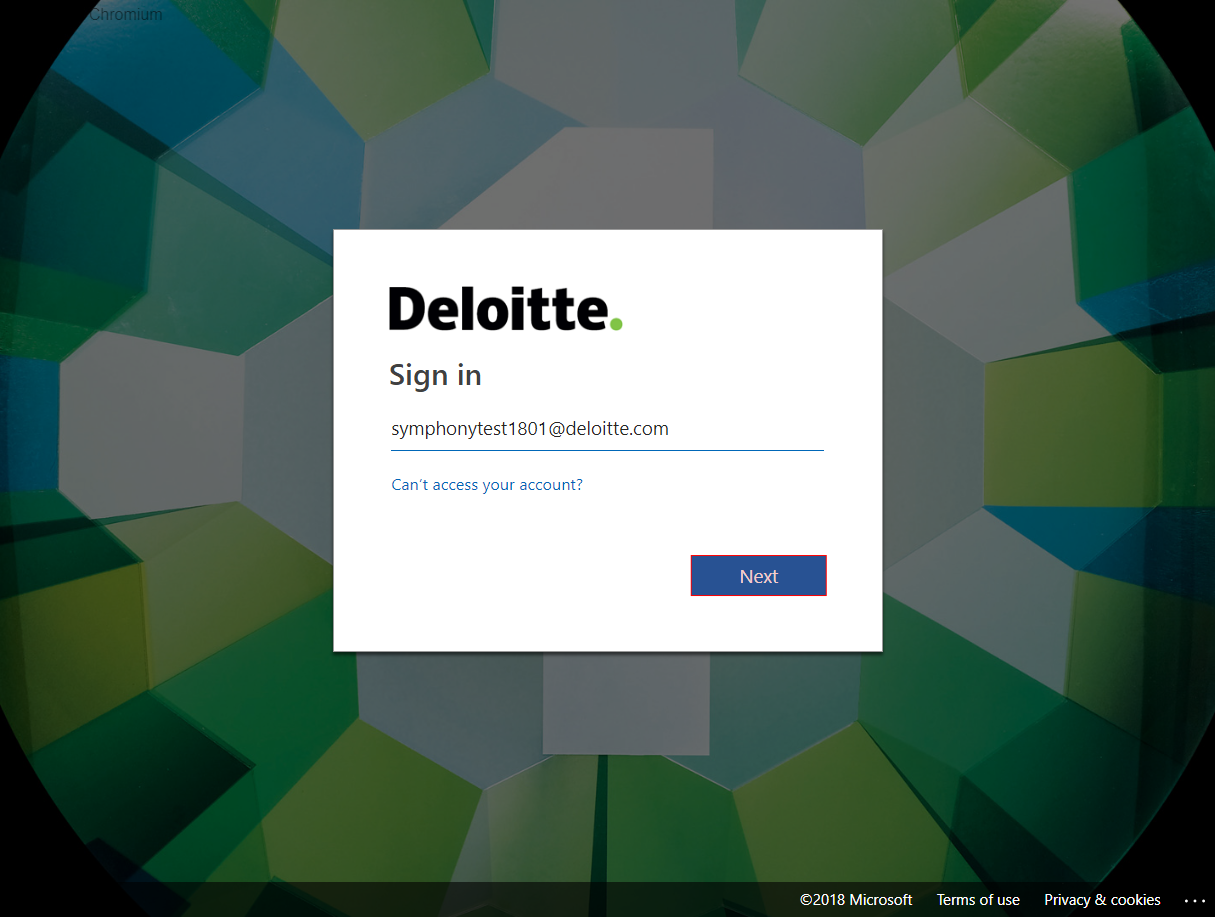 Chromium
Deloitte.
Sign in
symphonytest1801@deloitte.com
Can't access your account?
Next
©2018 Microsoft Terms of use Privacy & cookies ...